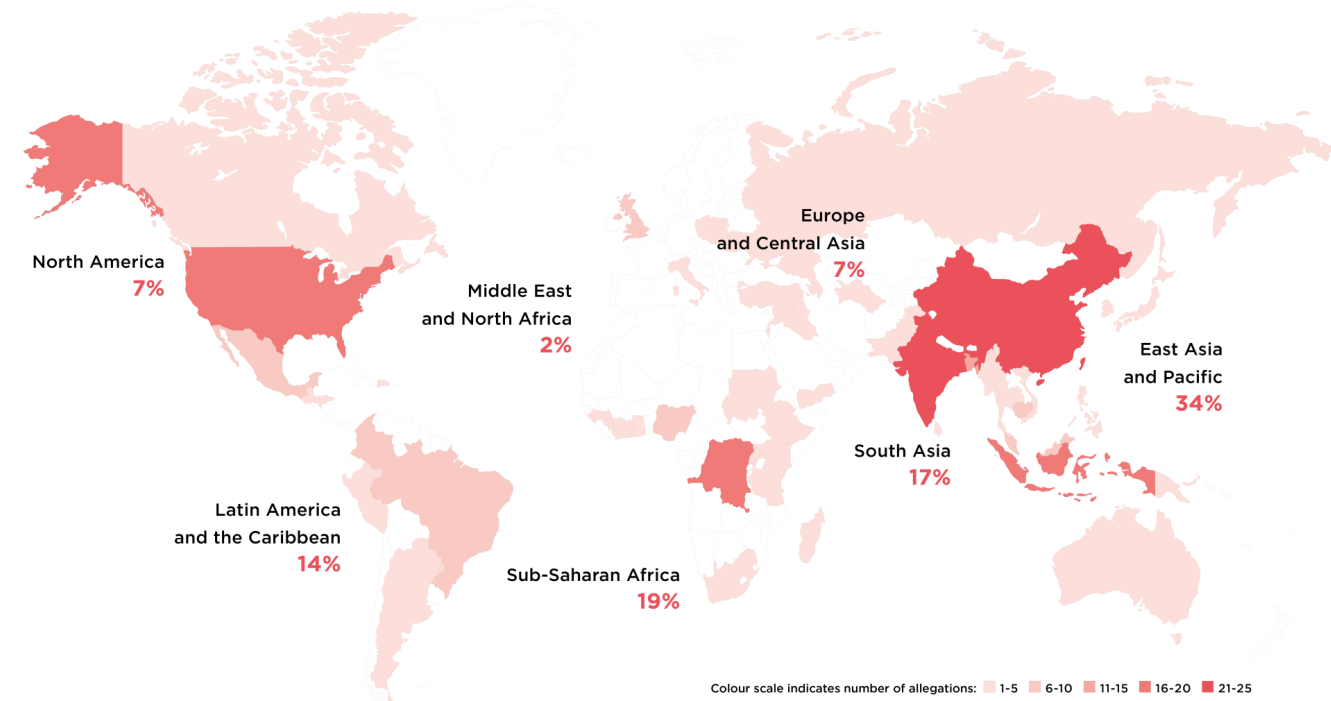 North America
7%
Europe
and Central Asia
7%
Middle East
and North Africa
2%
East Asia
and Pacific
34%
South Asia
17%
Latin America
and the Caribbean
14%
Sub-Saharan Africa
19%
Colour scale indicates number of allegations: 1-5 6-10 11-15 16-20 21-25